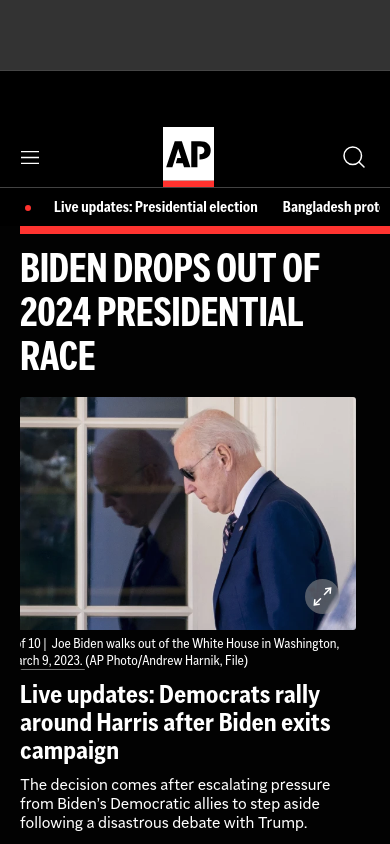 AP
Live updates: Presidential election Bangladesh prot
BIDEN DROPS OUT OF
2024 PRESIDENTIAL
RACE
of 10 | Joe Biden walks out of the White House in Washington,
arch 9, 2023. (AP Photo/Andrew Harnik, File)
Live updates: Democrats rally
around Harris after Biden exits
campaign
The decision comes after escalating pressure
from Biden’s Democratic allies to step aside
following a disastrous debate with Trump.